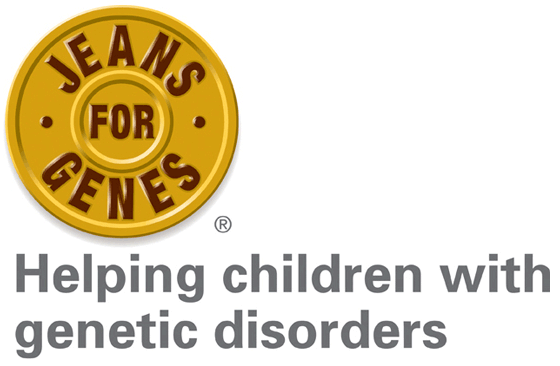 JEANS
FOR
GENES
®
Helping children with
genetic disorders